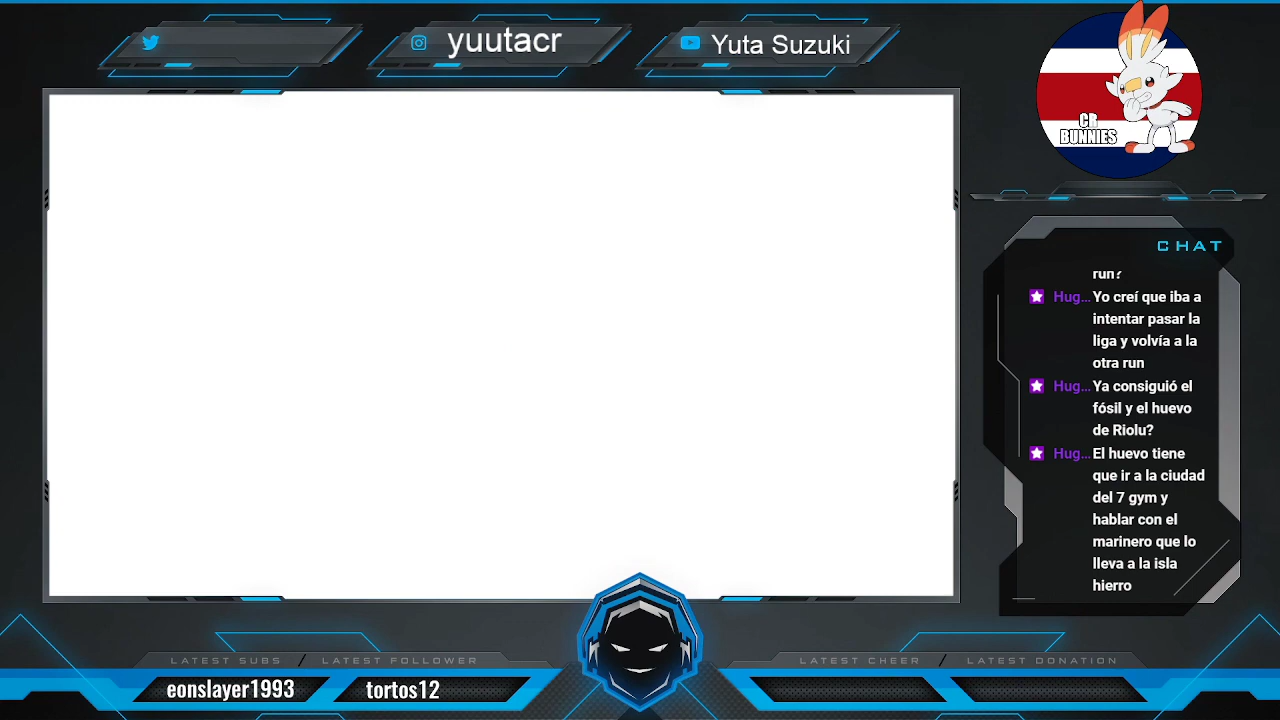 yuutacr
Yuta Suzuki
CR
BUNNIES
CHAT
run?
Hug... Yo creí que iba a
intentar pasar la
liga y volvía a la
otra run
Hug... Ya consiguió el
fósil y el huevo
de Riolu?
Hug... El huevo tiene
que ir a la ciudad
del 7 gym y
hablar con el
marinero que lo
lleva a la isla
hierro
LATEST SUBS / LATEST FOLLOWER
LATEST CHEER / LATEST DONATION
eonslayer1993
tortos12